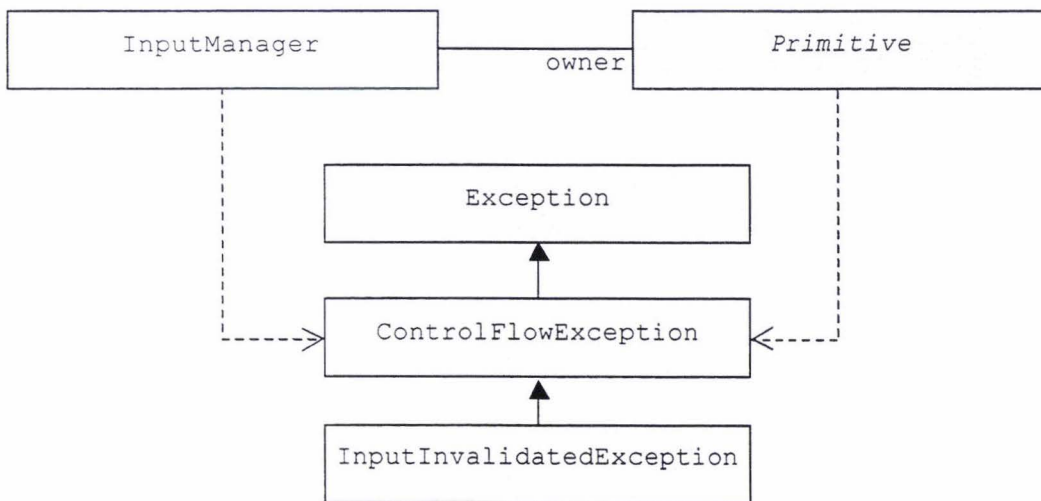 InputManager
Primitive
owner
Exception
ControlFlowException
InputInvalidatedException